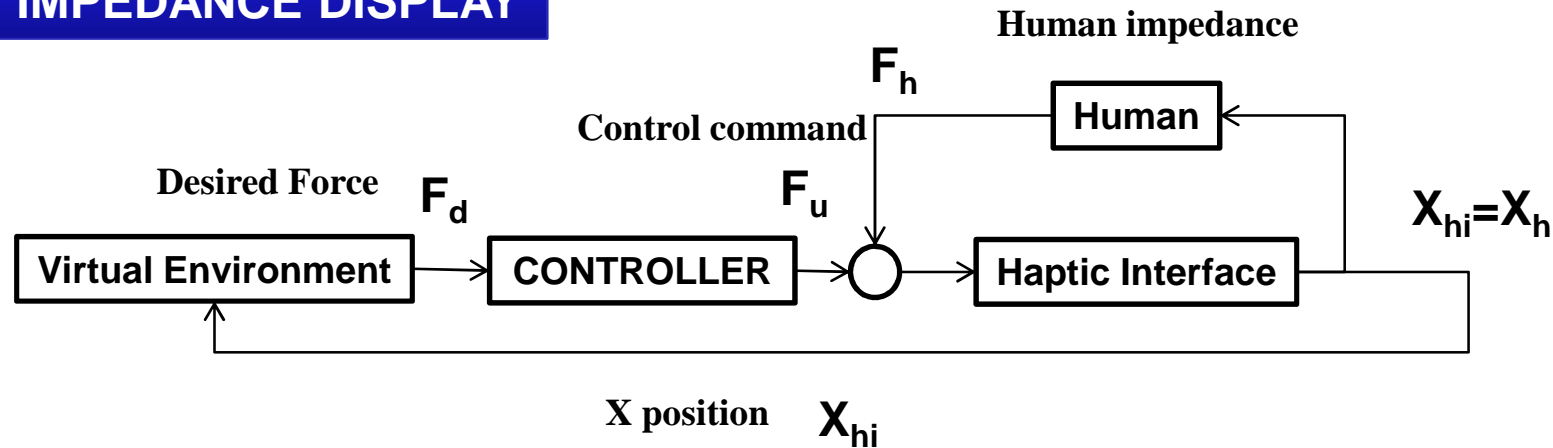 IMPEDANCE DISPLAY
Human impedance
F_h
Control command
Human
Desired Force
F_d
F_u
X_hi=X_h
Virtual Environment
CONTROLLER
Haptic Interface
X position X_hi